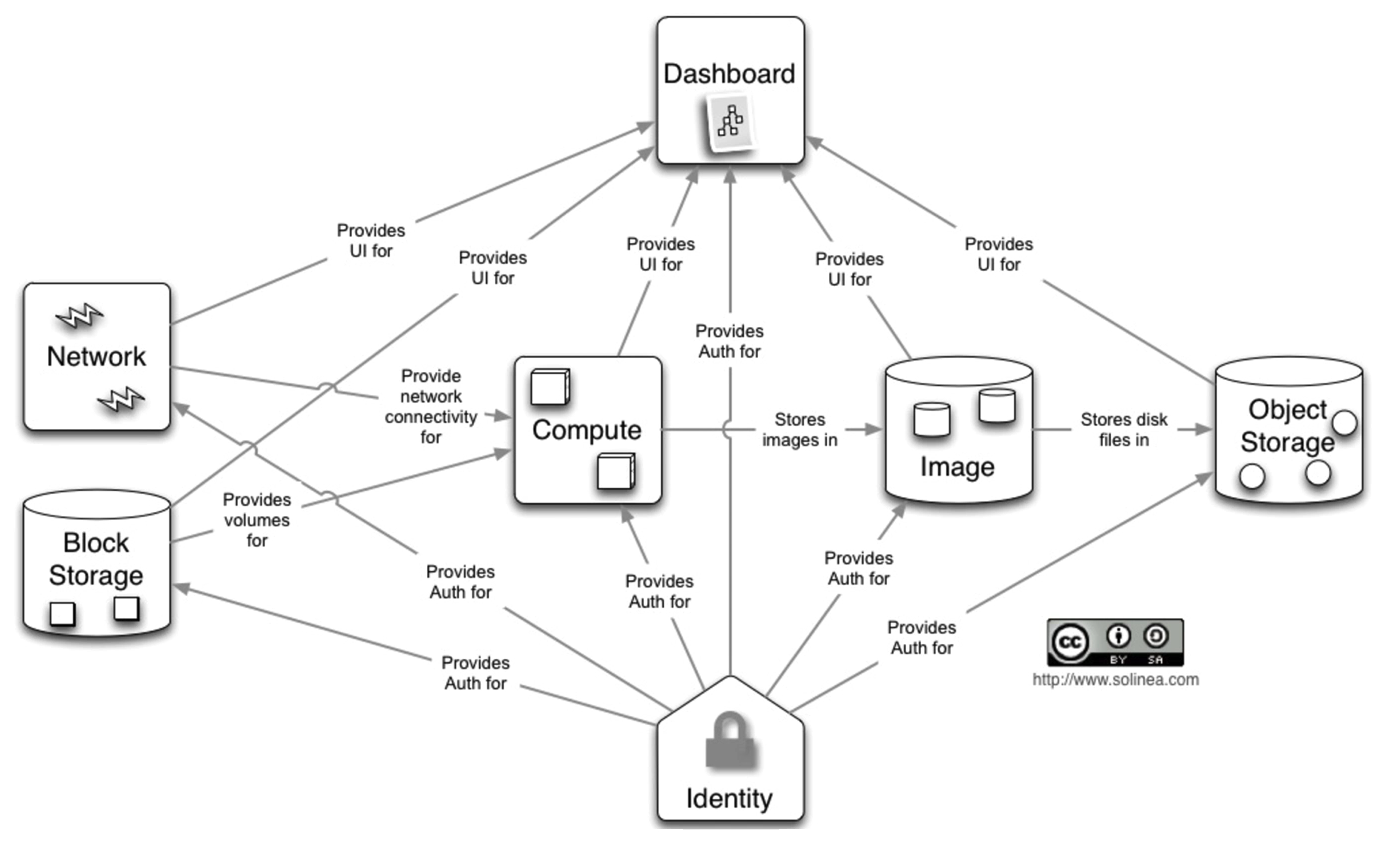 Dashboard
Provides
UI for
Provides
UI for
Provides
UI for
Provides
UI for
Provides
UI for
Provides
Auth for
Network
Provide
network
connectivity
for
Compute
Stores
images in
Image
Stores disk
files in
Object
Storage
Block
Storage
Provides
volumes
for
Provides
Auth for
Provides
Auth for
Provides
Auth for
Provides
Auth for
Provides
Auth for
Identity
cc
BY SA
http://www.solinea.com